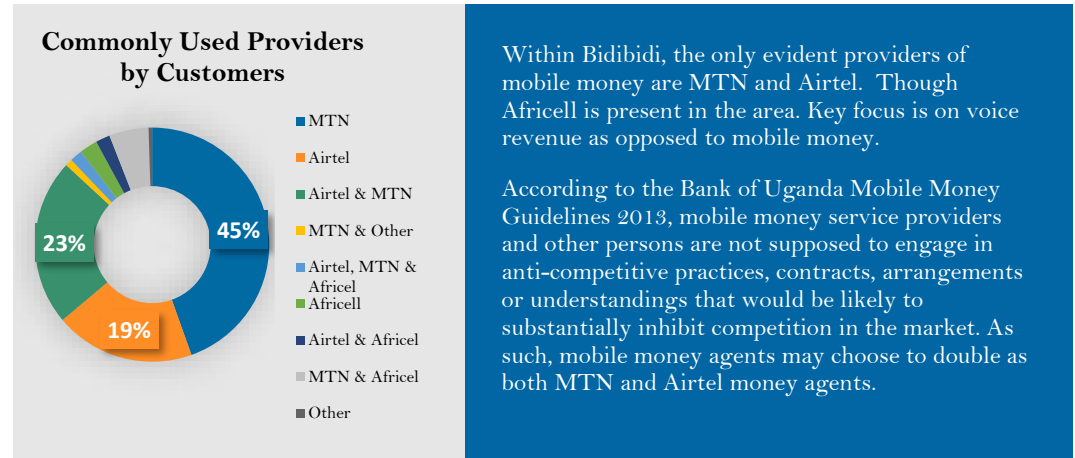 Commonly Used Providers
by Customers
MTN
Airtel
Airtel & MTN
MTN & Other
Airtel, MTN &
Africel
Africell
Airtel & Africel
MTN & Africel
Other
45%
23%
19%
Within Bidibidi, the only evident providers of
mobile money are MTN and Airtel.  Though
Africell is present in the area. Key focus is on voice
revenue as opposed to mobile money.
According to the Bank of Uganda Mobile Money
Guidelines 2013, mobile money service providers
and other persons are not supposed to engage in
anti-competitive practices, contracts, arrangements
or understandings that would be likely to
substantially inhibit competition in the market. As
such, mobile money agents may choose to double as
both MTN and Airtel money agents.